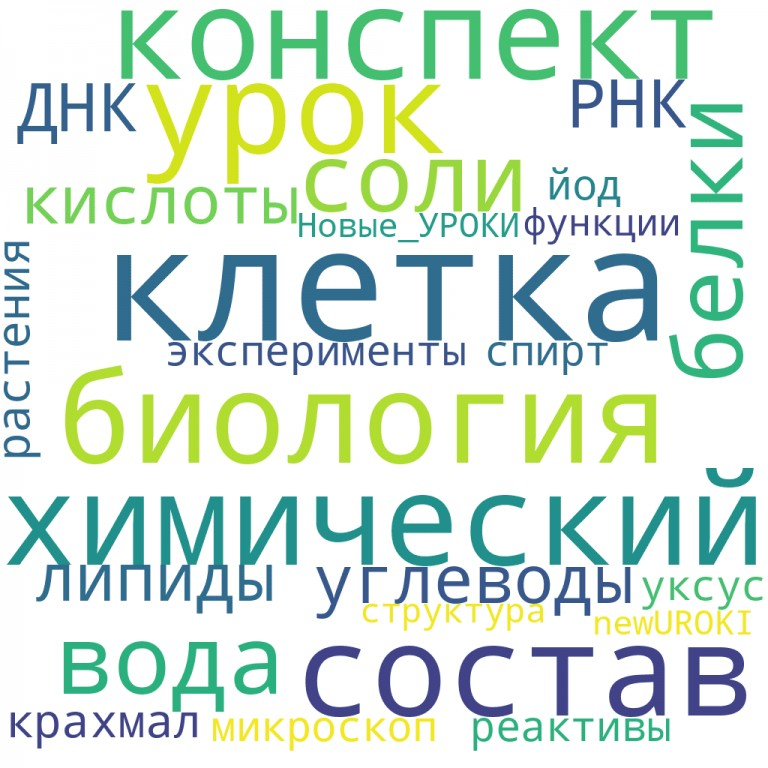 конспект
ДНК
урок
РНК
белки
соли
кислоты
йод
Новые_УРОКИ
функции
растения
клетка
эксперименты
спирт
биология
химический
липиды
углеводы
уксус
структура
newUROKI
вода
состав
крахмал
микроскоп
реактивы